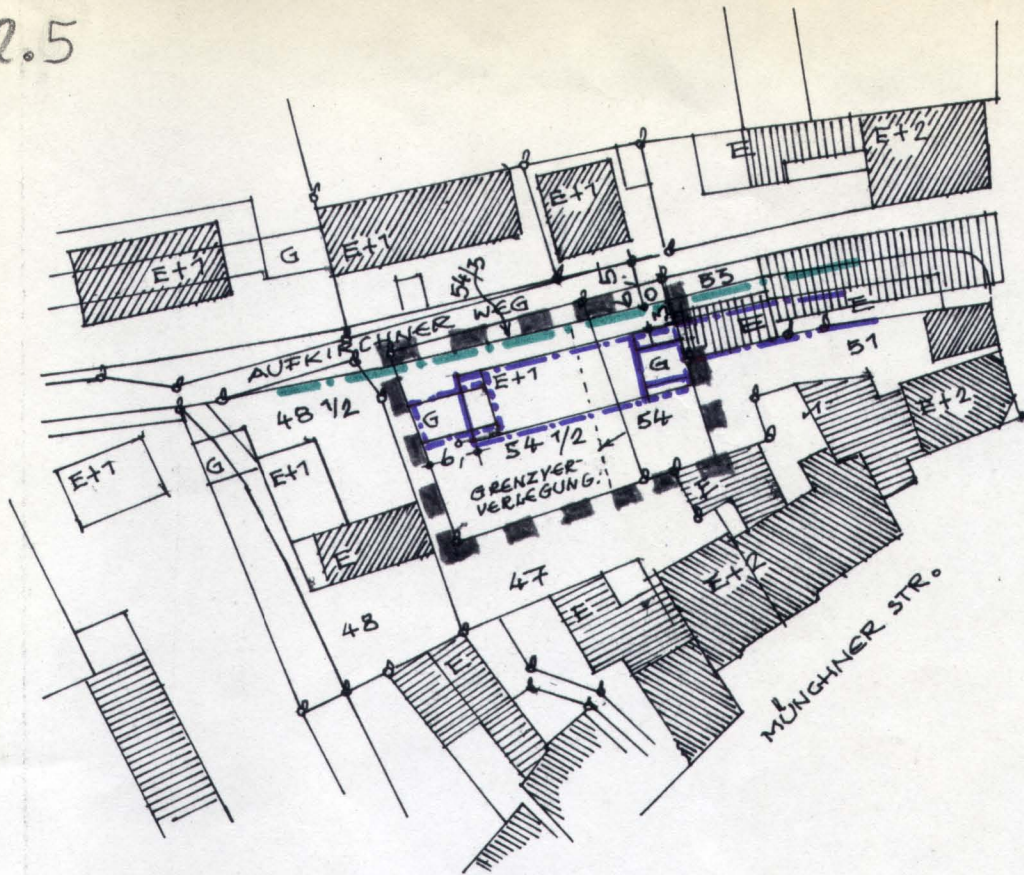 2.5
E+2
E
E+1
E+1
G
E+1
54/3
53
AUFKIRCHNER WEG
E
E
51
G
E+1
48 1/2
G
54
54 1/2
E+2
E+1
G
E+1
GRENZVER-
VERLEGUNG.
E
E+2
47
E
48
E
E
MÜNCHNER STR.